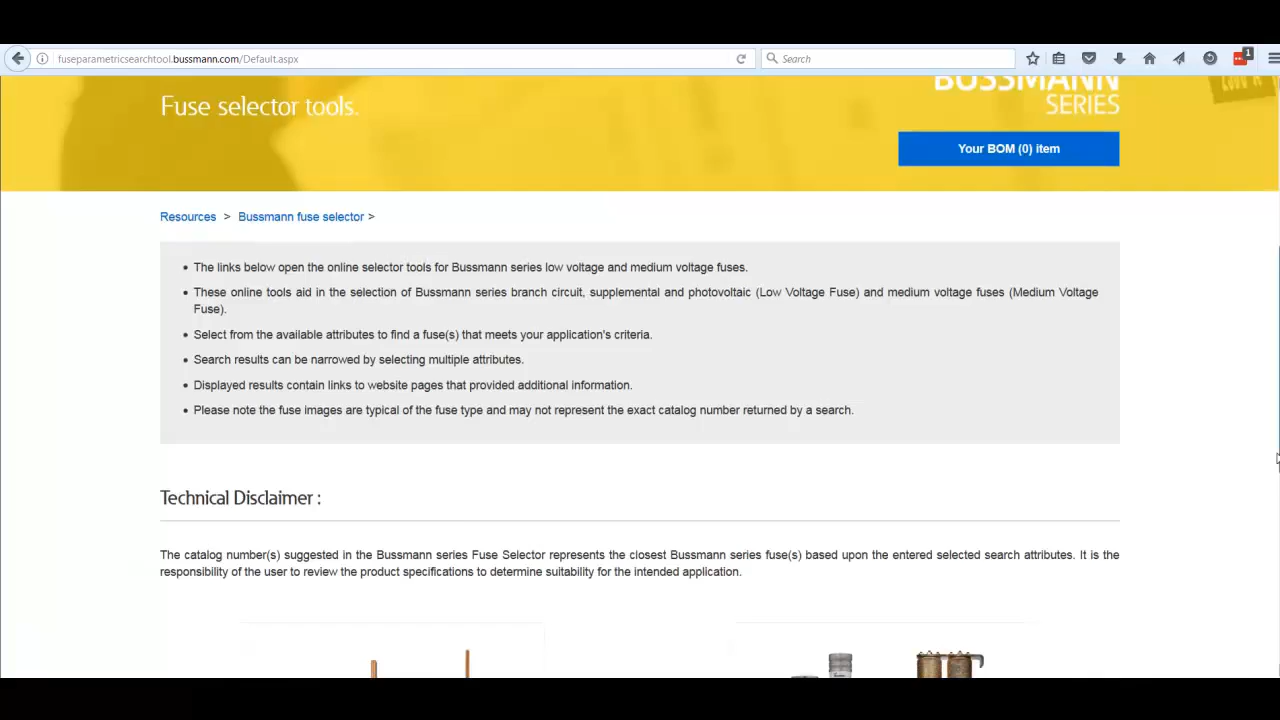 fuseparametricsearchtool.bussmann.com/Default.aspx
Search
1
BUSSMANN
SERIES
Fuse selector tools.
Your BOM (0) item
Resources > Bussmann fuse selector >
• The links below open the online selector tools for Bussmann series low voltage and medium voltage fuses.
• These online tools aid in the selection of Bussmann series branch circuit, supplemental and photovoltaic (Low Voltage Fuse) and medium voltage fuses (Medium Voltage
Fuse).
• Select from the available attributes to find a fuse(s) that meets your application's criteria.
• Search results can be narrowed by selecting multiple attributes.
• Displayed results contain links to website pages that provided additional information.
• Please note the fuse images are typical of the fuse type and may not represent the exact catalog number returned by a search.
Technical Disclaimer :
The catalog number(s) suggested in the Bussmann series Fuse Selector represents the closest Bussmann series fuse(s) based upon the entered selected search attributes. It is the
responsibility of the user to review the product specifications to determine suitability for the intended application.